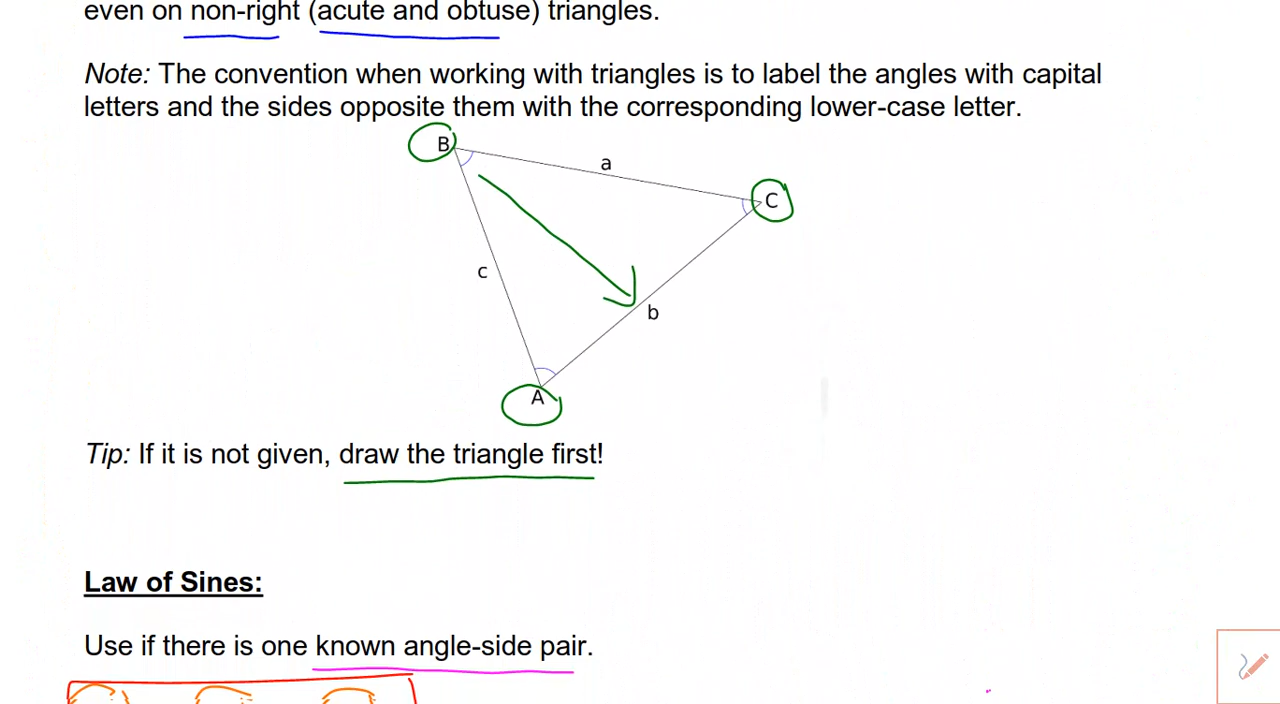 even on non-right (acute and obtuse) triangles.
Note: The convention when working with triangles is to label the angles with capital
letters and the sides opposite them with the corresponding lower-case letter.
B
a
C
c
b
A
Tip: If it is not given, draw the triangle first!
Law of Sines:
Use if there is one known angle-side pair.